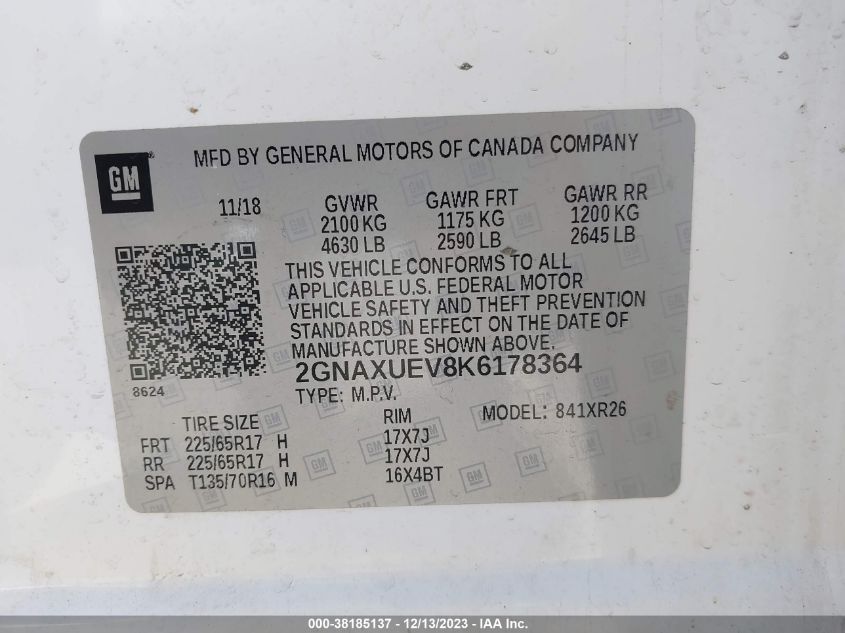 GM
MFD BY GENERAL MOTORS OF CANADA COMPANY
11/18 GVWR GAWR FRT GAWR RR
2100 KG 1175 KG 1200 KG
4630 LB 2590 LB 2645 LB
THIS VEHICLE CONFORMS TO ALL
APPLICABLE U.S. FEDERAL MOTOR
VEHICLE SAFETY AND THEFT PREVENTION
STANDARDS IN EFFECT ON THE DATE OF
MANUFACTURE SHOWN ABOVE.
2GNAXUEV8K6178364
8624
TYPE: M.P.V.
TIRE SIZE RIM MODEL: 841XR26
FRT 225/65R17 H 17X7J
RR 225/65R17 H 17X7J
SPA T135/70R16 M 16X4BT
000-38185137 - 12/13/2023 - IAA Inc.